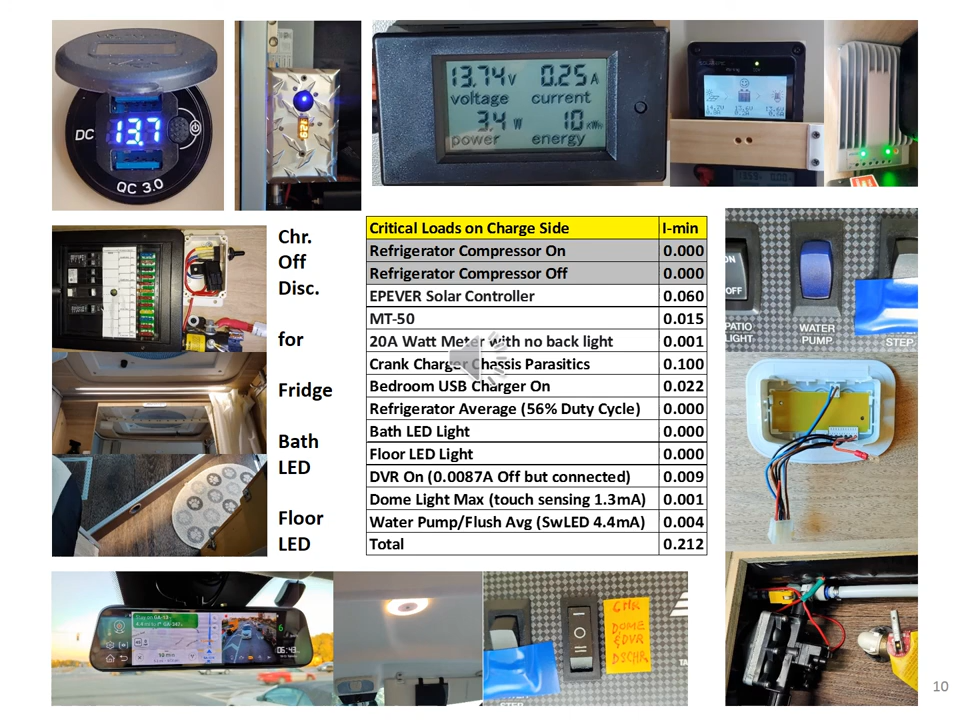 DC
13.7
QC 3.0
13.74 V 0.25 A
voltage current
3.4 W 10 KWh
power energy
Chr.
Off
Disc.
for
Fridge
Bath
LED
Floor
LED
Critical Loads on Charge Side I-min
Refrigerator Compressor On 0.000
Refrigerator Compressor Off 0.000
EPEVER Solar Controller 0.060
MT-50 0.015
20A Watt Meter with no back light 0.001
Crank Charger Chassis Parasitics 0.100
Bedroom USB Charger On 0.022
Refrigerator Average (56% Duty Cycle) 0.000
Bath LED Light 0.000
Floor LED Light 0.000
DVR On (0.0087A Off but connected) 0.009
Dome Light Max (touch sensing 1.3mA) 0.001
Water Pump/Flush Avg (SwLED 4.4mA) 0.004
Total 0.212
ON
OFF
PATIO
LIGHT
WATER
PUMP
STEP
06:43
CHR
DOME
& DVR
DSCHR
STEP
10